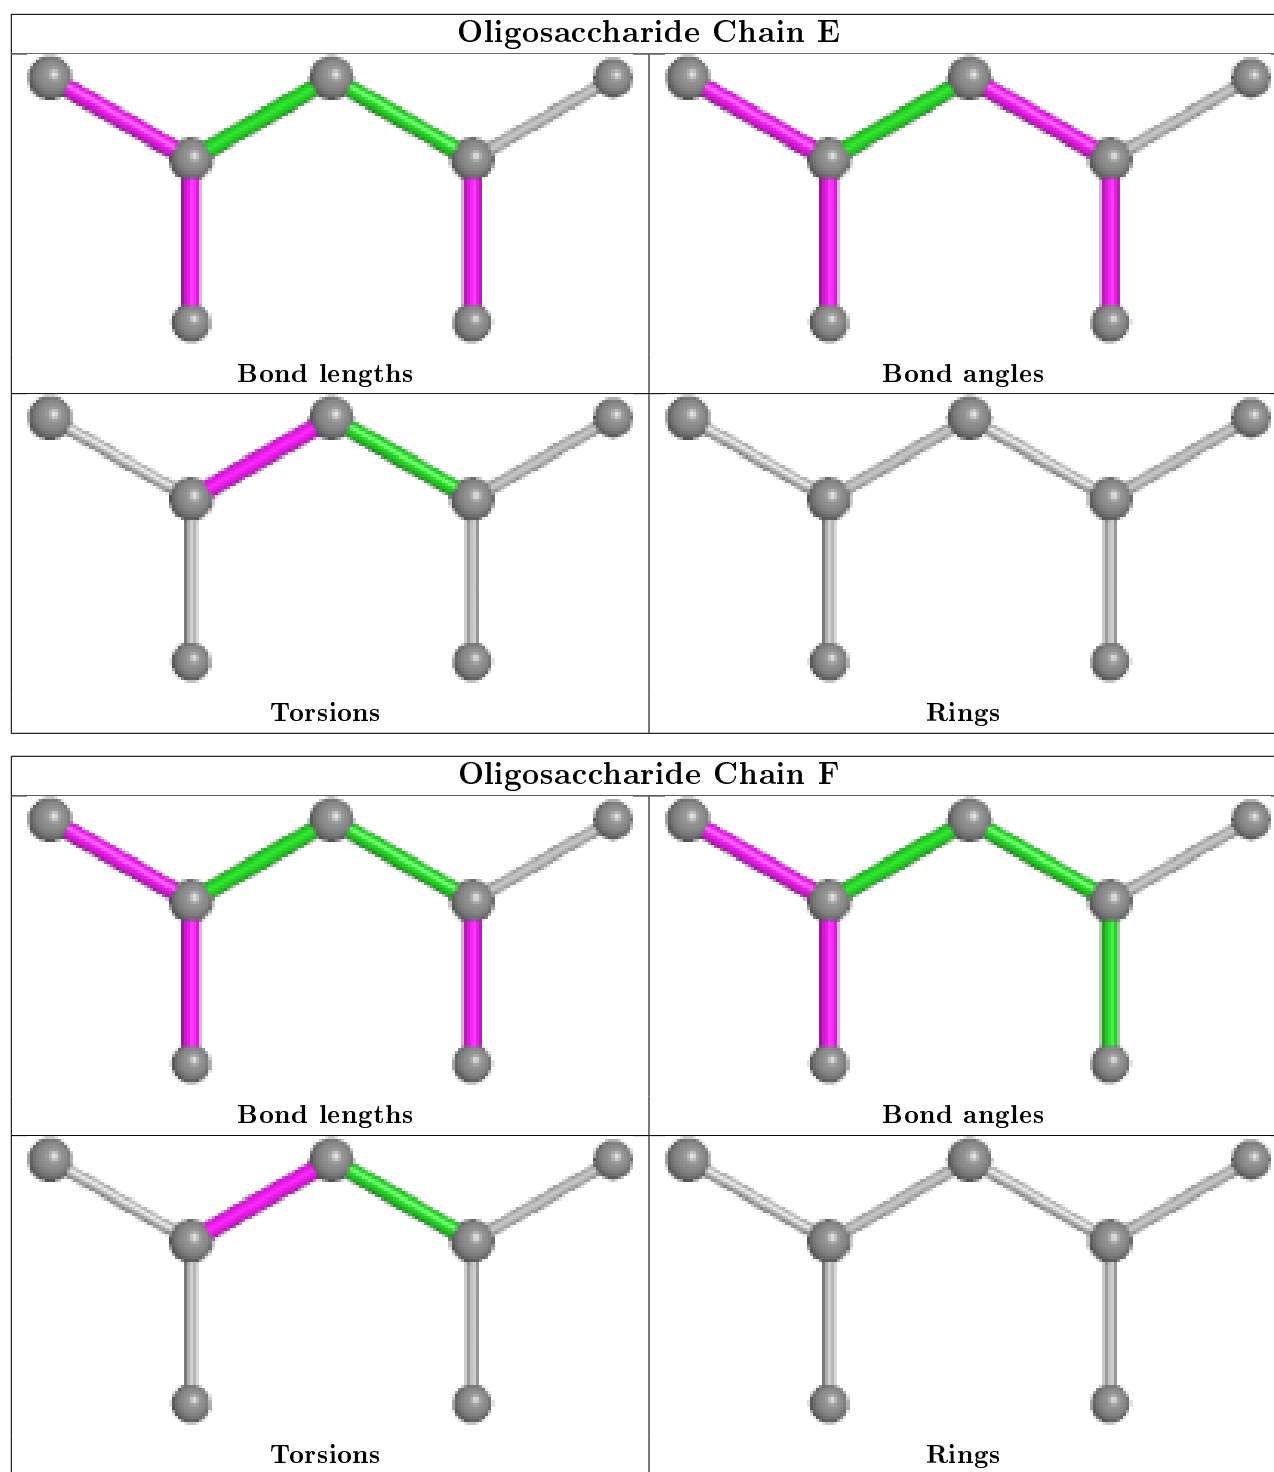 Oligosaccharide Chain E
Bond lengths
Bond angles
Torsions
Rings
Oligosaccharide Chain F
Bond lengths
Bond angles
Torsions
Rings